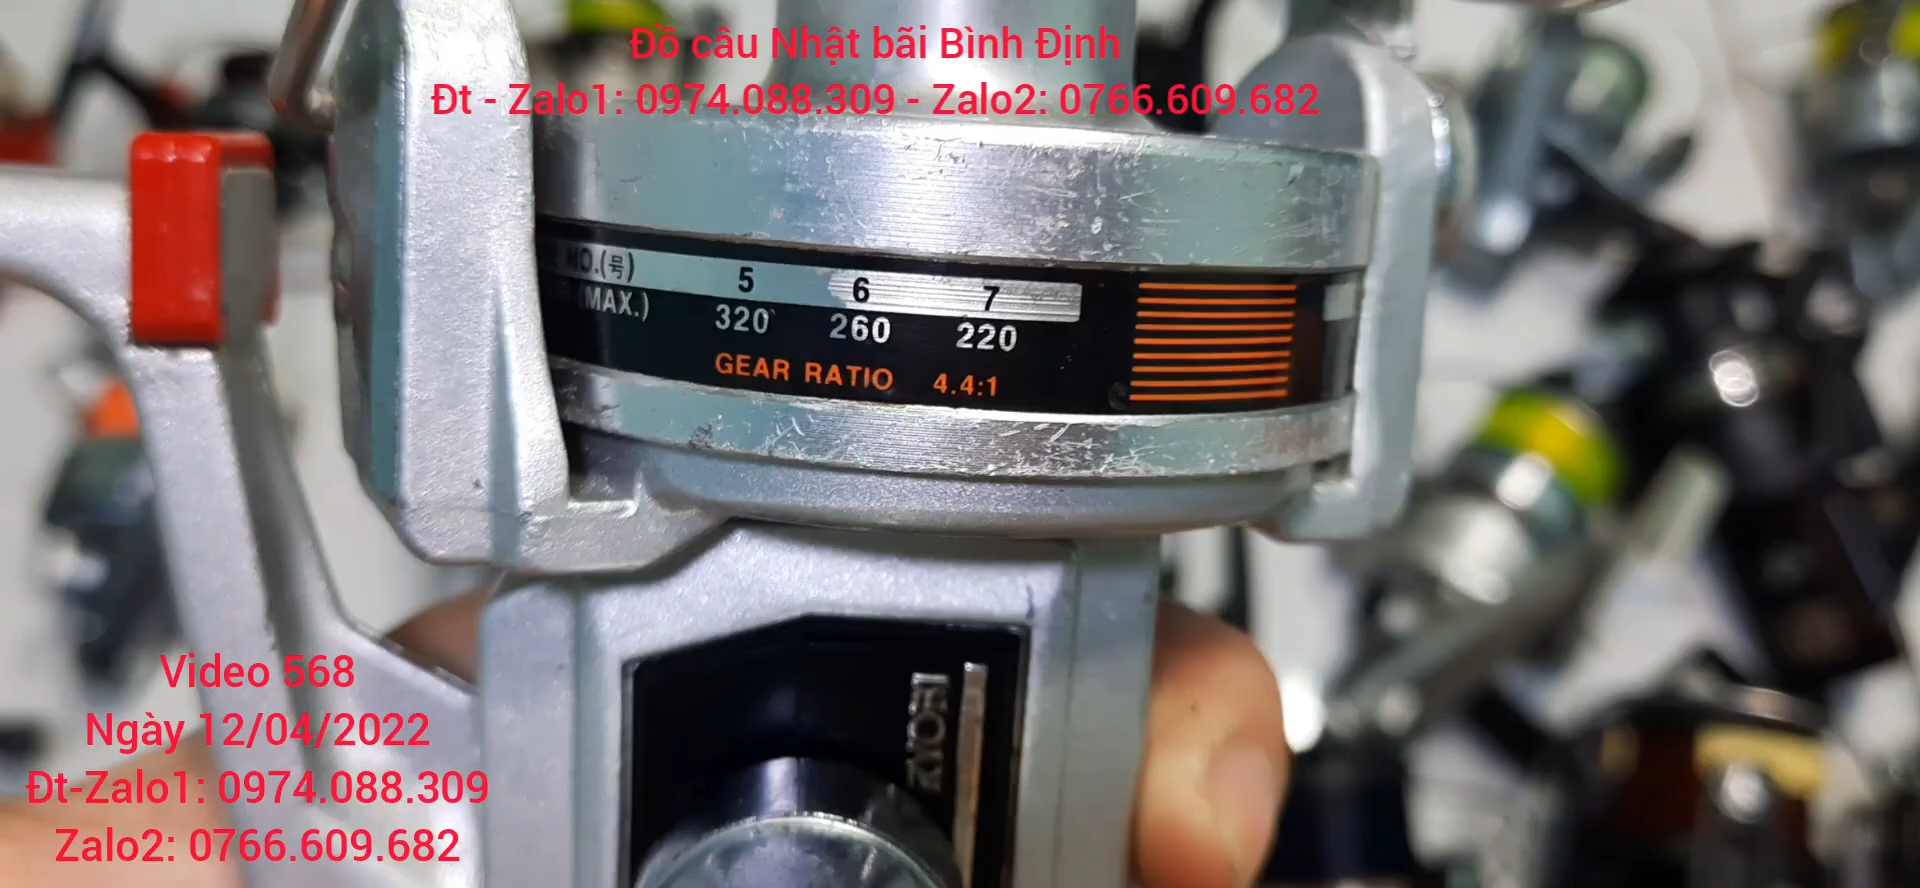 Đồ câu Nhật bãi Bình Định
Đt - Zalo1: 0974.088.309 - Zalo2: 0766.609.682
NO.(号) 5 6 7
(MAX.) 320 260 220
GEAR RATIO 4.4:1
Video 568
Ngày 12/04/2022
Đt-Zalo1: 0974.088.309
Zalo2: 0766.609.682